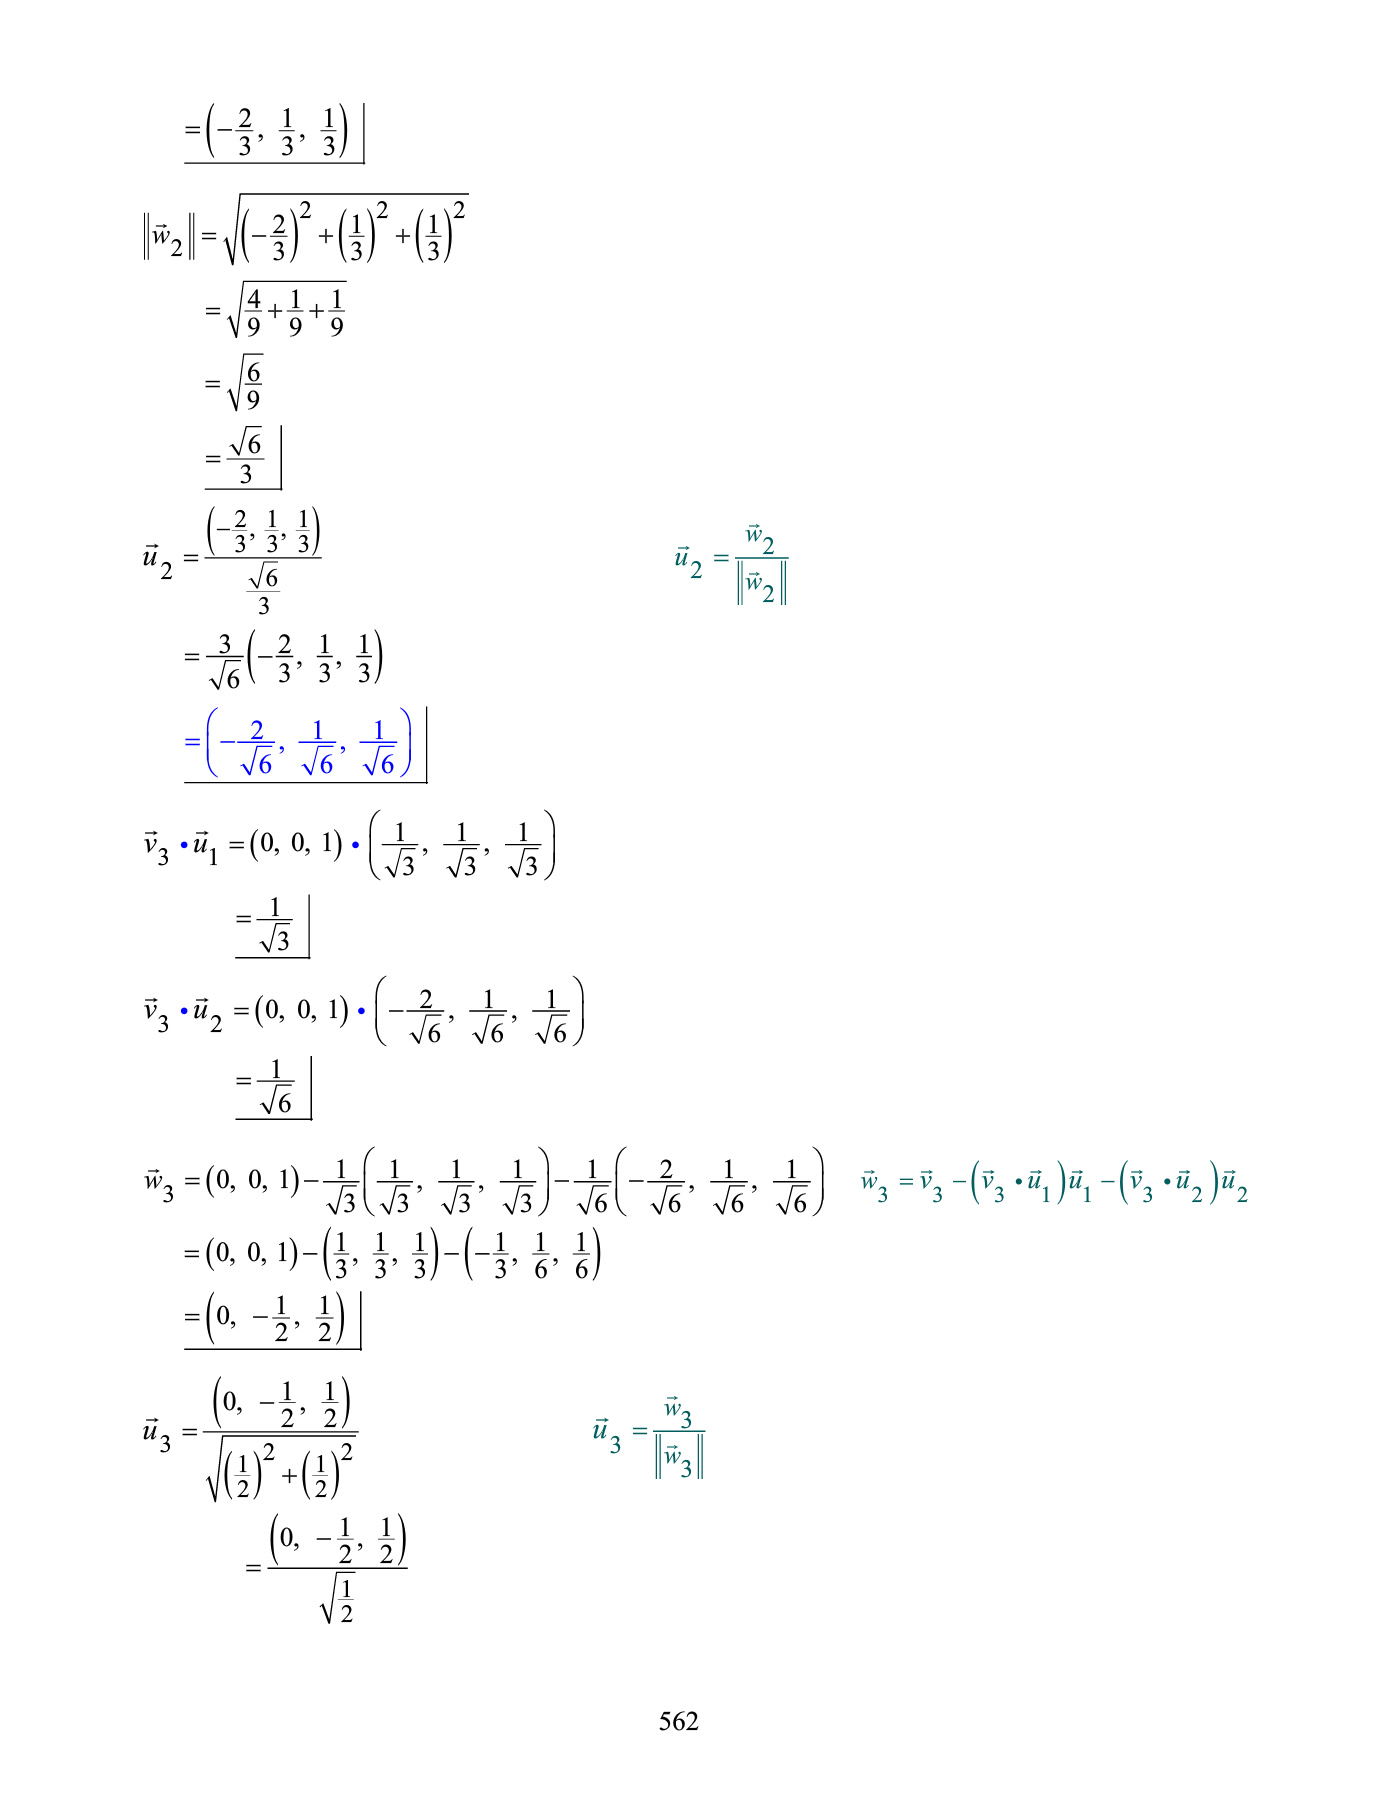 = (−2/3, 1/3, 1/3)
‖w⃗₂‖ = √((−2/3)² + (1/3)² + (1/3)²)
= √(4/9 + 1/9 + 1/9)
= √(6/9)
= √6/3
u⃗₂ = (−2/3, 1/3, 1/3) / (√6/3) u⃗₂ = w⃗₂/‖w⃗₂‖
= 3/√6 (−2/3, 1/3, 1/3)
= (−2/√6, 1/√6, 1/√6)
v⃗₃ • u⃗₁ = (0, 0, 1) • (1/√3, 1/√3, 1/√3)
= 1/√3
v⃗₃ • u⃗₂ = (0, 0, 1) • (−2/√6, 1/√6, 1/√6)
= 1/√6
w⃗₃ = (0, 0, 1) − 1/√3 (1/√3, 1/√3, 1/√3) − 1/√6 (−2/√6, 1/√6, 1/√6) w⃗₃ = v⃗₃ − (v⃗₃ • u⃗₁)u⃗₁ − (v⃗₃ • u⃗₂)u⃗₂
= (0, 0, 1) − (1/3, 1/3, 1/3) − (−1/3, 1/6, 1/6)
= (0, −1/2, 1/2)
u⃗₃ = (0, −1/2, 1/2) / √((1/2)² + (1/2)²) u⃗₃ = w⃗₃/‖w⃗₃‖
= (0, −1/2, 1/2) / √(1/2)
562